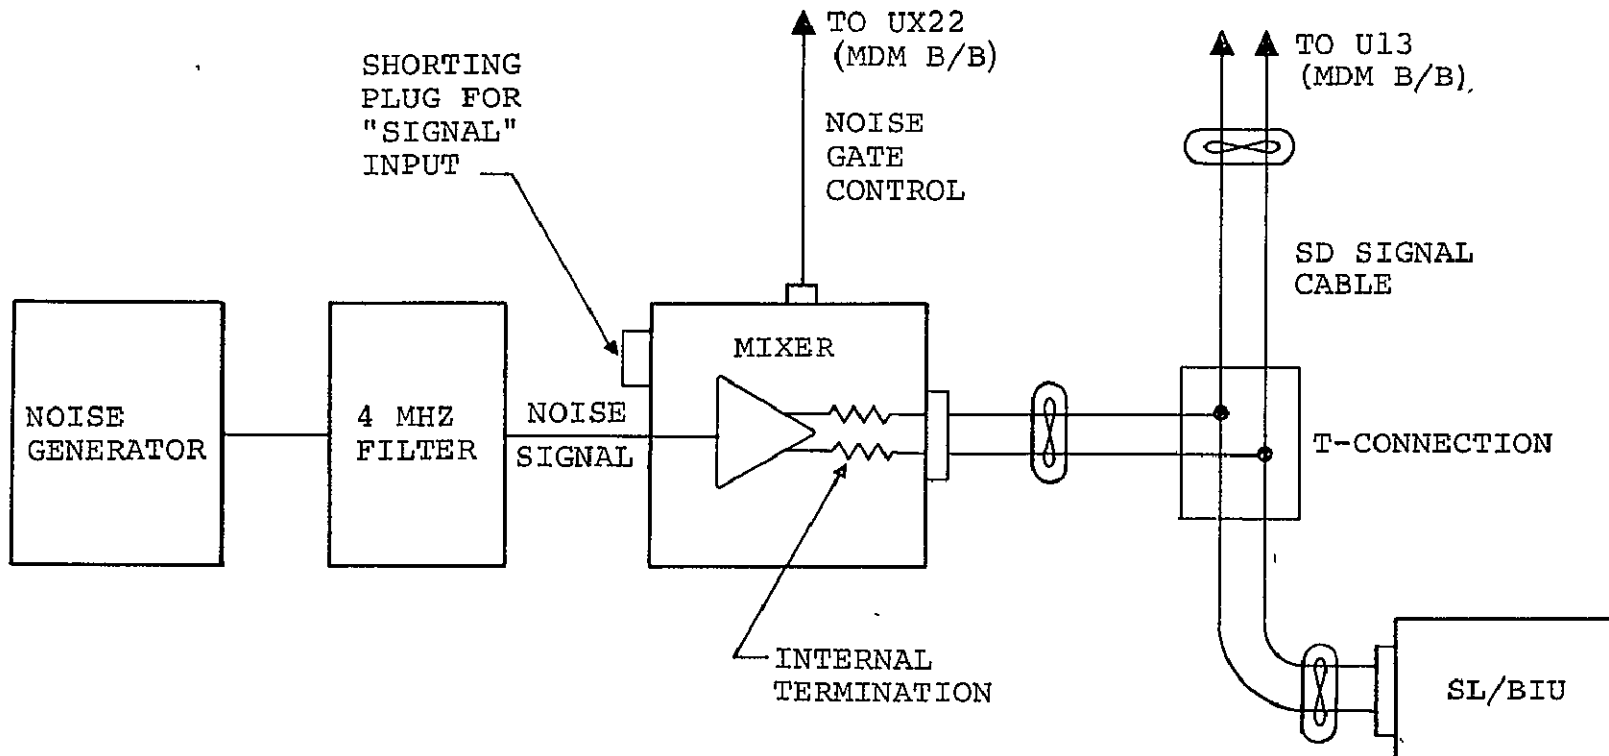 TO UX22
(MDM B/B)
TO U13
(MDM B/B)
SHORTING
PLUG FOR
"SIGNAL"
INPUT
NOISE
GATE
CONTROL
SD SIGNAL
CABLE
MIXER
NOISE
GENERATOR
4 MHZ
FILTER
NOISE
SIGNAL
T-CONNECTION
INTERNAL
TERMINATION
SL/BIU